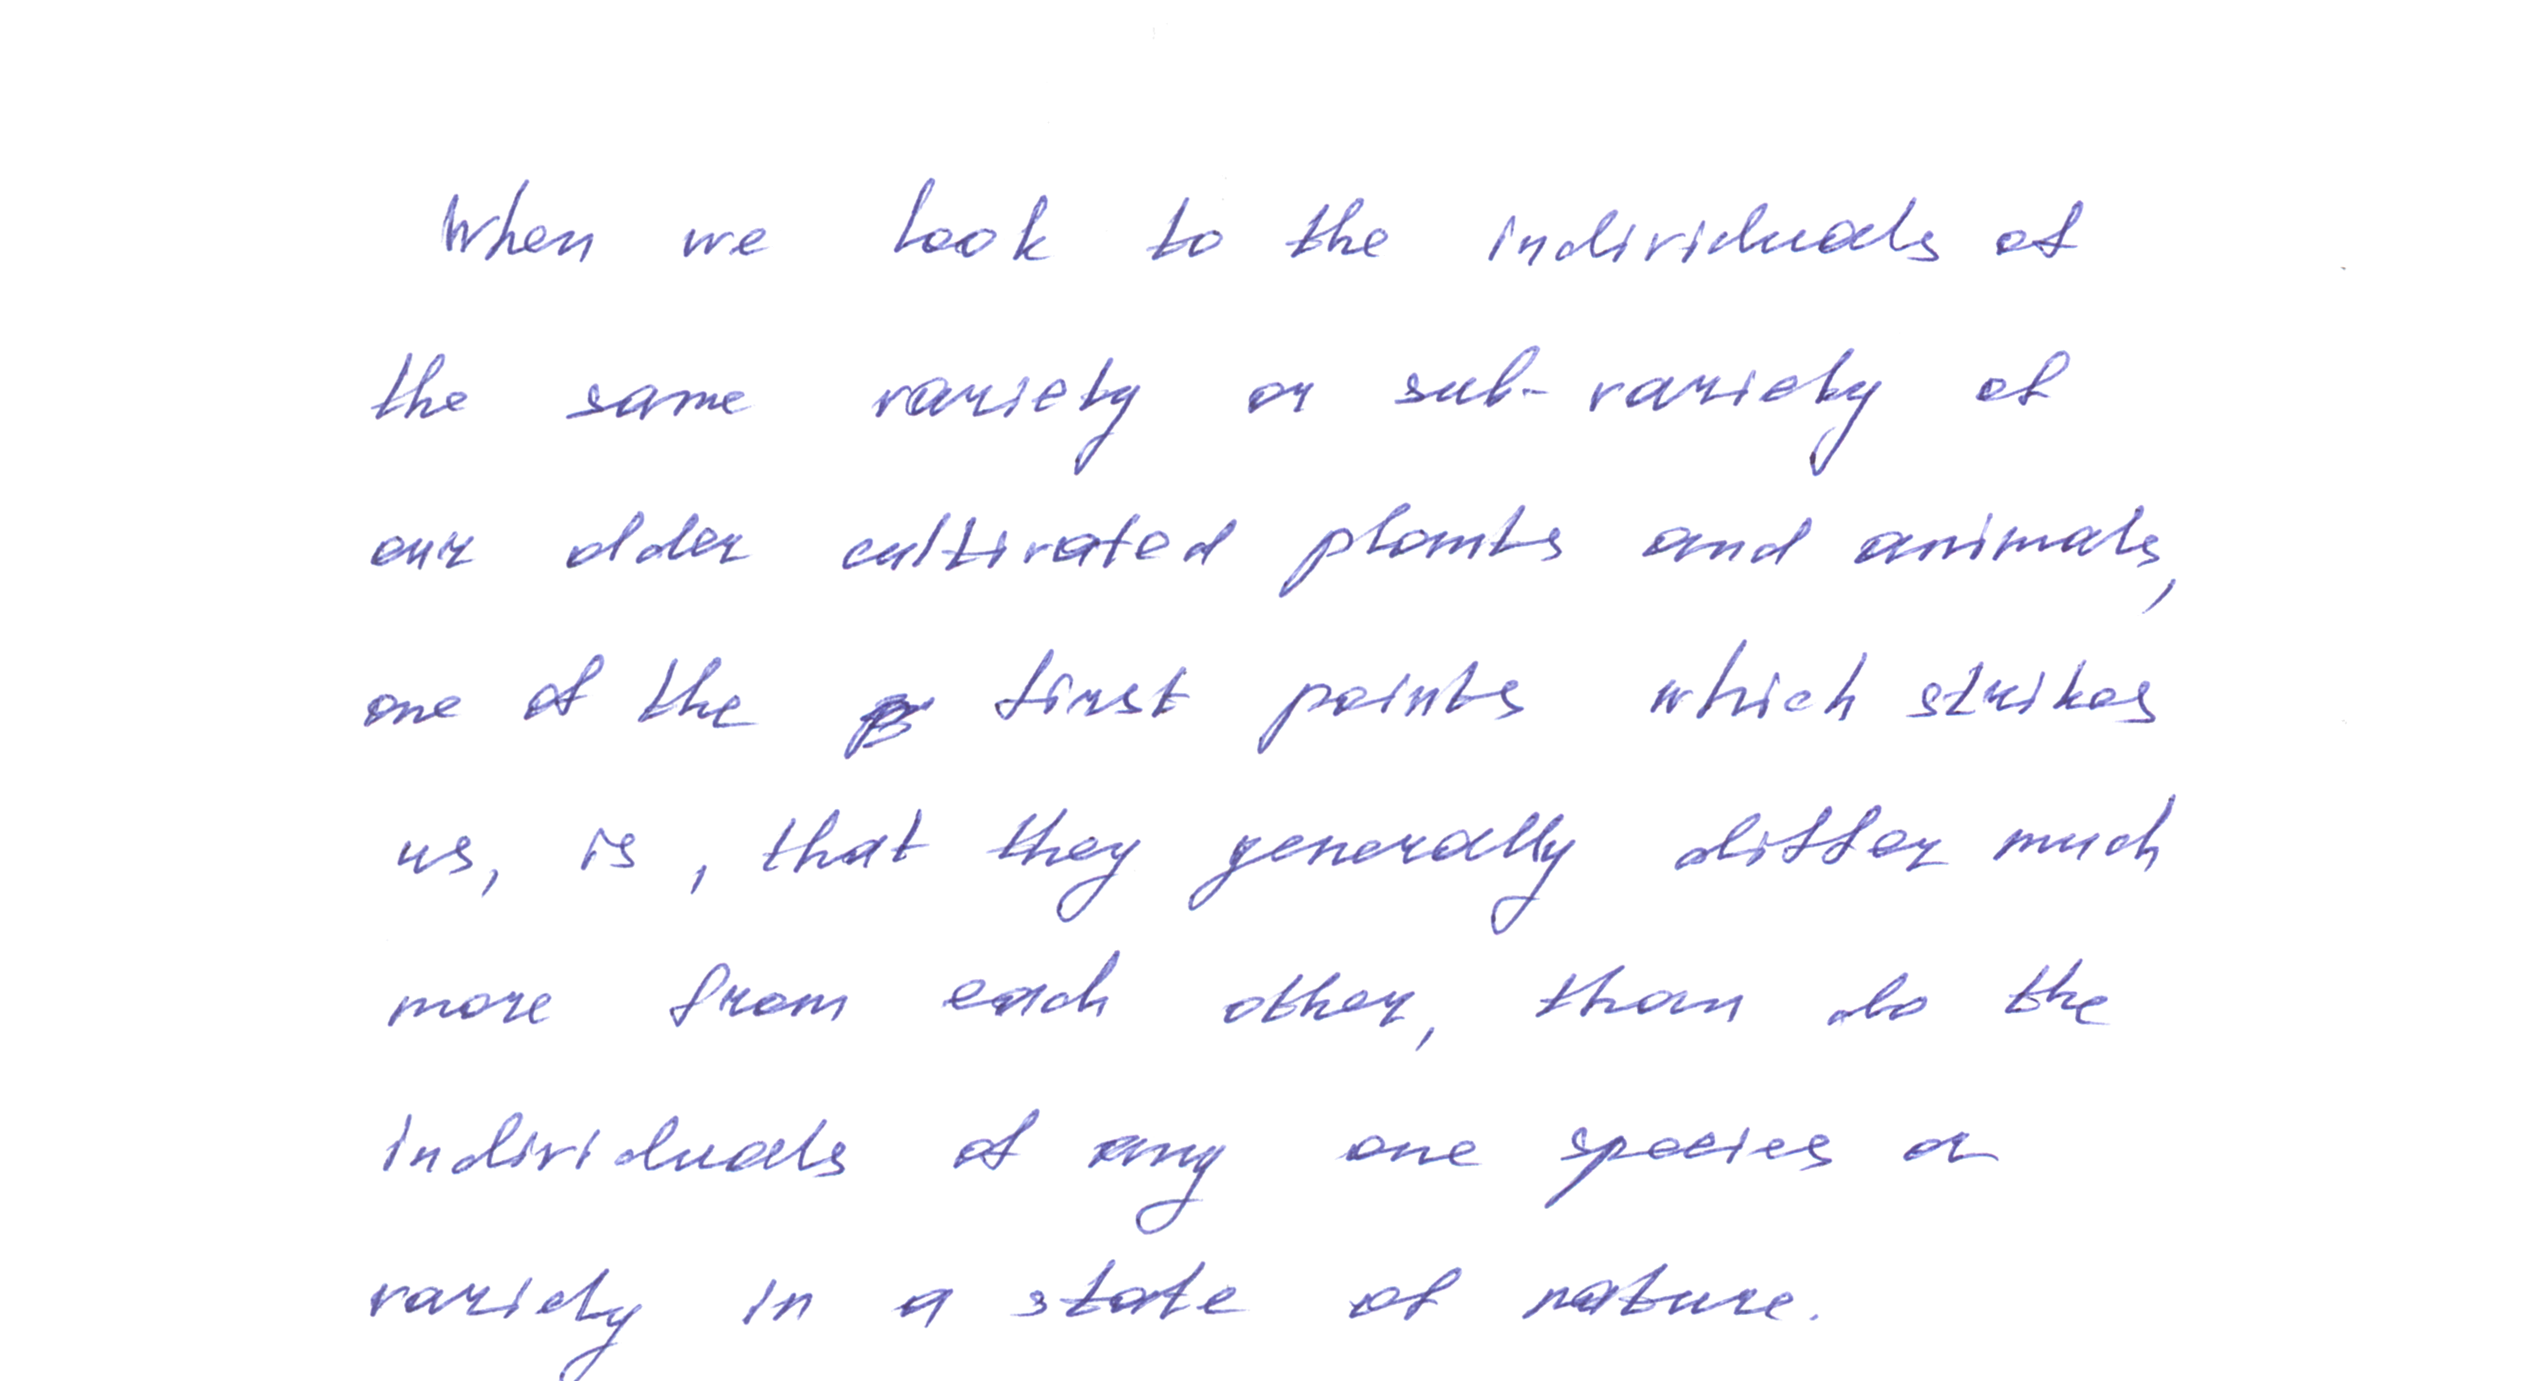 When we look to the individuals of
the same variety or sub-variety of
our older cultivated plants and animals,
one of the first points which strikes
us, is, that they generally differ much
more from each other, than do the
individuals of any one species or
variety in a state of nature.